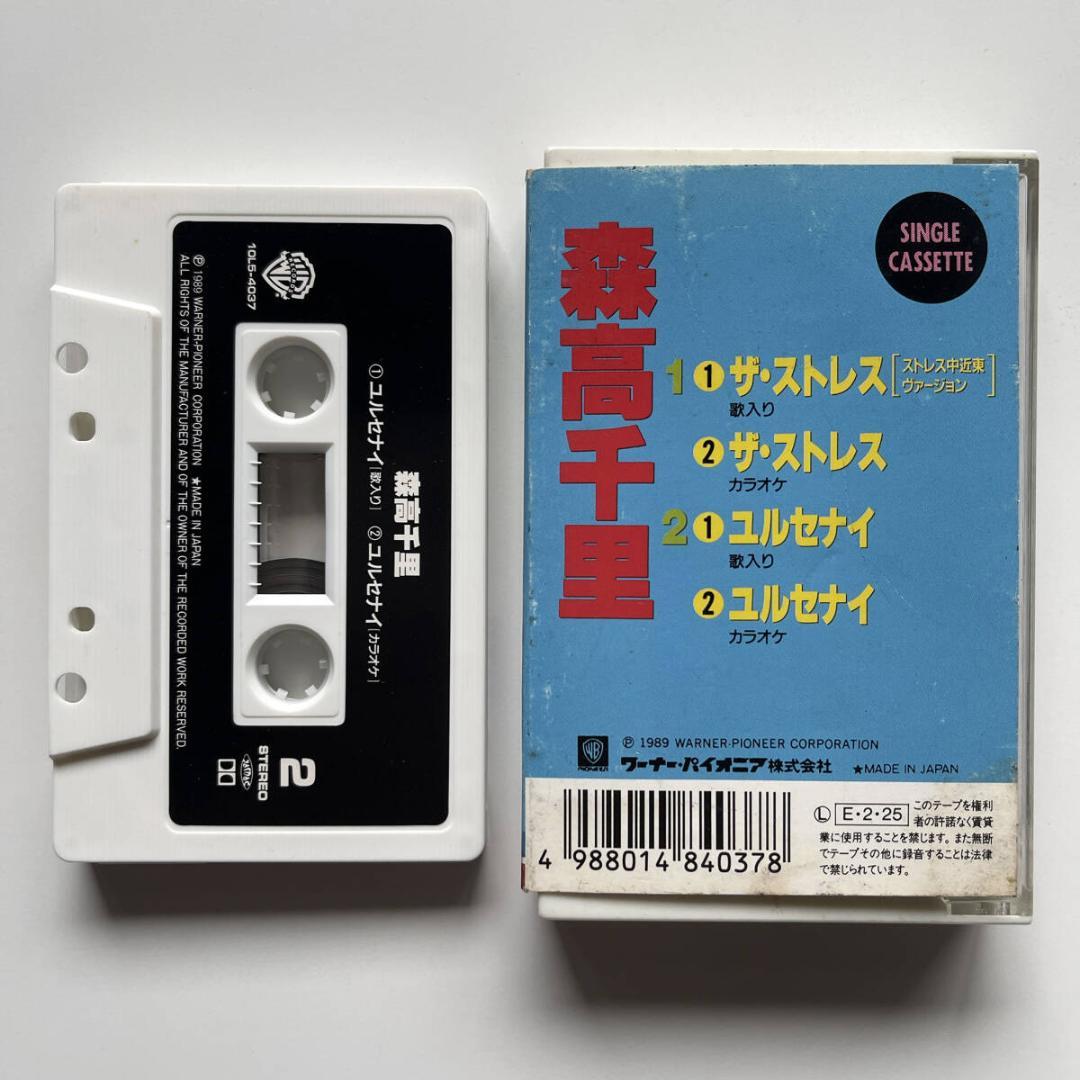 10L5-4037
① ユルセナイ[歌入り] ② ユルセナイ[カラオケ]
森高千里
℗ 1989 WARNER-PIONEER CORPORATION ★MADE IN JAPAN
ALL RIGHTS OF THE MANUFACTURER AND OF THE OWNER OF THE RECORDED WORK RESERVED.
STEREO
2
森高千里
SINGLE
CASSETTE
1 ① ザ・ストレス [ストレス中近東
ヴァージョン]
歌入り
② ザ・ストレス
カラオケ
2 ① ユルセナイ
歌入り
② ユルセナイ
カラオケ
℗ 1989 WARNER-PIONEER CORPORATION
WB
PIONEER
ワーナー・パイオニア株式会社 ★MADE IN JAPAN
Ⓛ E・2・25 このテープを権利
者の許諾なく賃貸
業に使用することを禁じます。また無断
でテープその他に録音することは法律
で禁じられています。
4 988014 840378